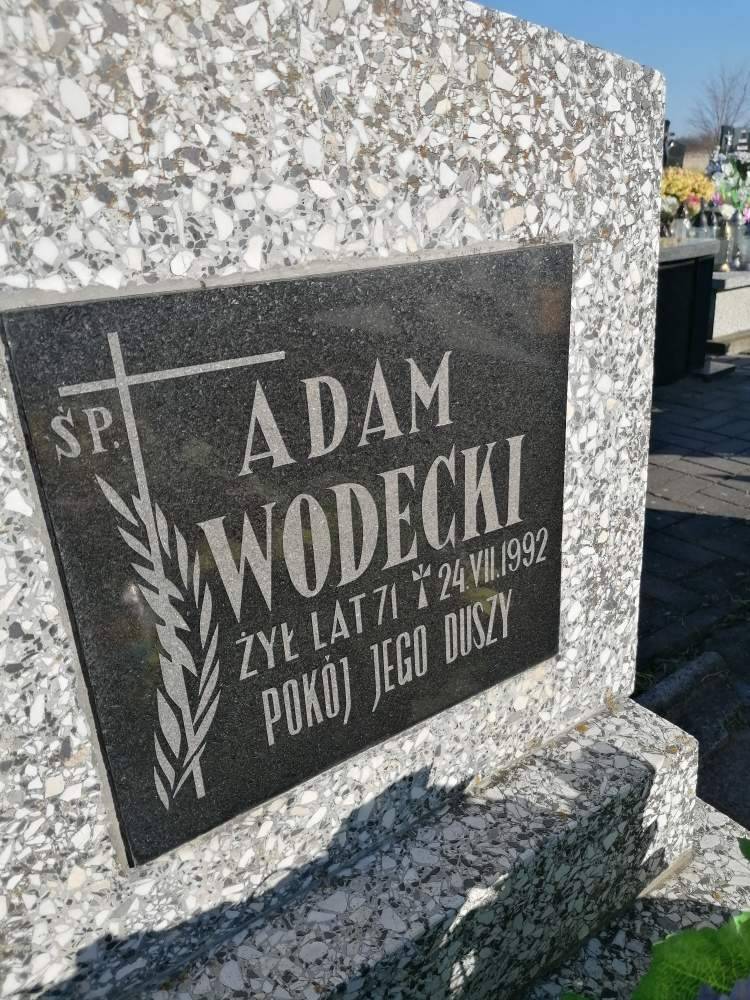 ŚP.
ADAM
WODECKI
ŻYŁ LAT 71 ✝ 24.VII.1992
POKÓJ JEGO DUSZY